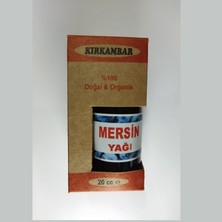 KIRKAMBAR
%100
Doğal & Organik
MERSİN
YAĞI
20 cc ℮